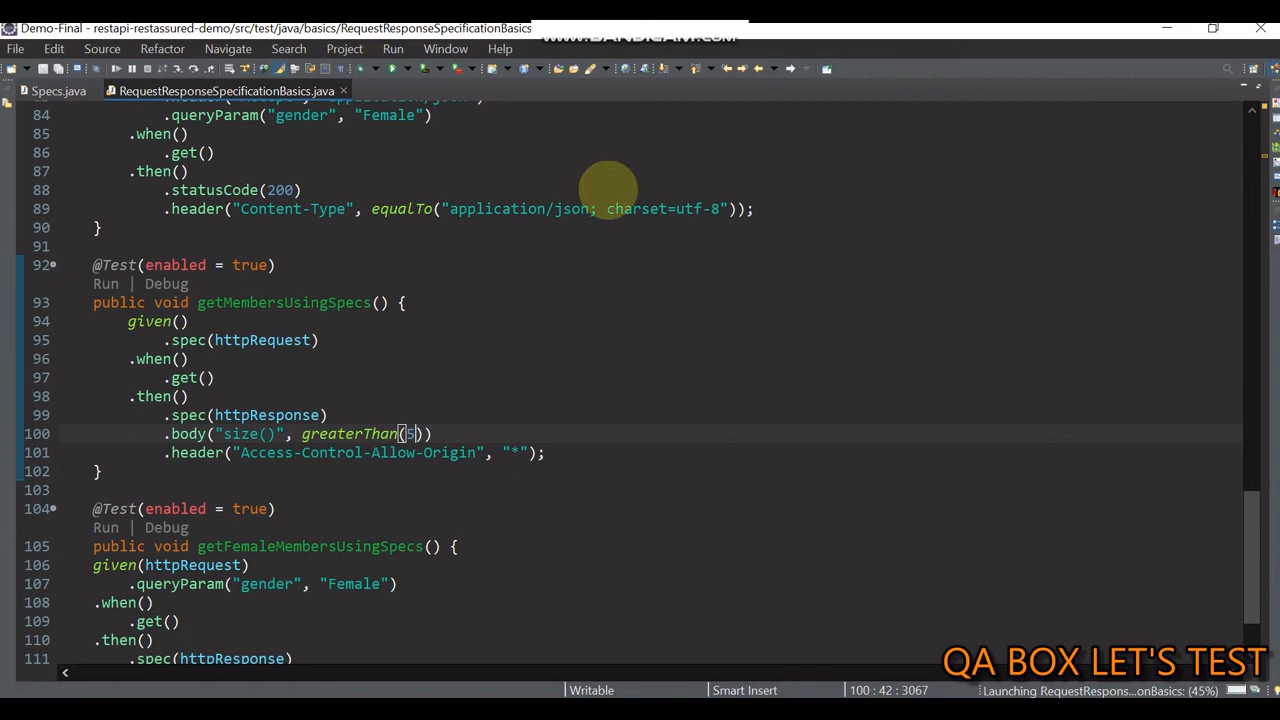 Demo-Final - restapi-restassured-demo/src/test/java/basics/RequestResponseSpecificationBasics
www.BANDICAM.com
File Edit Source Refactor Navigate Search Project Run Window Help
Specs.java RequestResponseSpecificationBasics.java
84 .queryParam("gender", "Female")
85 .when()
86 .get()
87 .then()
88 .statusCode(200)
89 .header("Content-Type", equalTo("application/json; charset=utf-8"));
90 }
91
92 @Test(enabled = true)
Run | Debug
93 public void getMembersUsingSpecs() {
94 given()
95 .spec(httpRequest)
96 .when()
97 .get()
98 .then()
99 .spec(httpResponse)
100 .body("size()", greaterThan(5))
101 .header("Access-Control-Allow-Origin", "*");
102 }
103
104 @Test(enabled = true)
Run | Debug
105 public void getFemaleMembersUsingSpecs() {
106 given(httpRequest)
107 .queryParam("gender", "Female")
108 .when()
109 .get()
110 .then()
111 .spec(httpResponse)
QA BOX LET'S TEST
Writable Smart Insert 100 : 42 : 3067 Launching RequestRespon...onBasics: (45%)